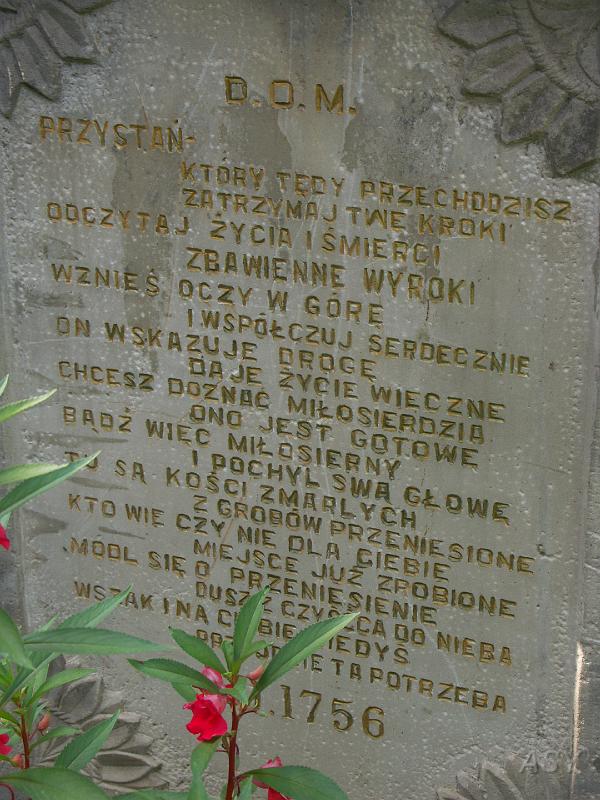 D.O.M.
PRZYSTAŃ-
KTÓRY TĘDY PRZECHODZISZ
ZATRZYMAJ TWE KROKI
ODCZYTAJ ŻYCIA I ŚMIERCI
ZBAWIENNE WYROKI
WZNIEŚ OCZY W GÓRĘ
I WSPÓŁCZUJ SERDECZNIE
ON WSKAZUJE DROGĘ
DAJE ŻYCIE WIECZNE
CHCESZ DOZNAĆ MIŁOSIERDZIA
ONO JEST GOTOWE
BĄDŹ WIĘC MIŁOSIERNY
I POCHYL SWĄ GŁOWĘ
TU SĄ KOŚCI ZMARŁYCH
Z GROBÓW PRZENIESIONE
KTO WIE CZY NIE DLA CIEBIE
MIEJSCE JUŻ ZROBIONE
MÓDL SIĘ O PRZENIESIENIE
DUSZ Z CZYŚĆCA DO NIEBA
WSZAK I NA CIEBIE KIEDYŚ
TA POTRZEBA
1756